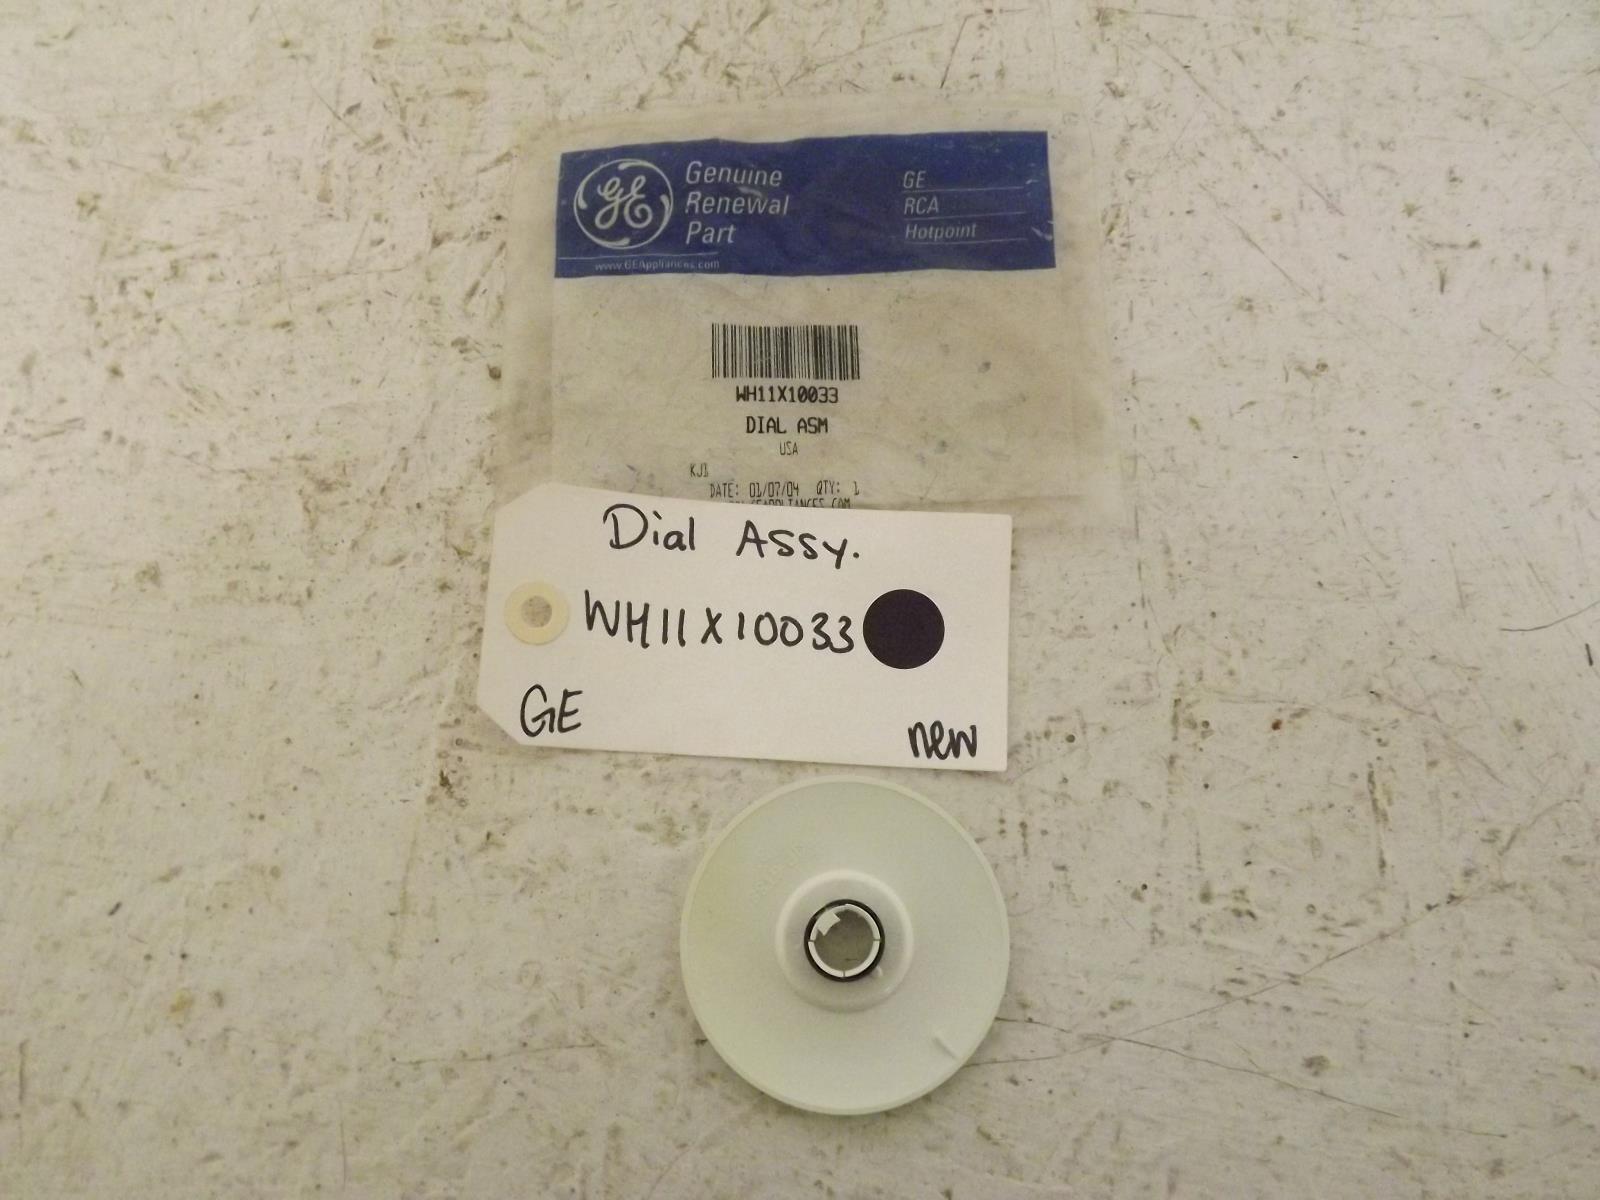 GE
Genuine
Renewal
Part
www.GEAppliances.com
GE
RCA
Hotpoint
WH11X10033
DIAL ASM
USA
DATE: 01/07/04 QTY: 1
Dial Assy.
WH11X10033
GE
new